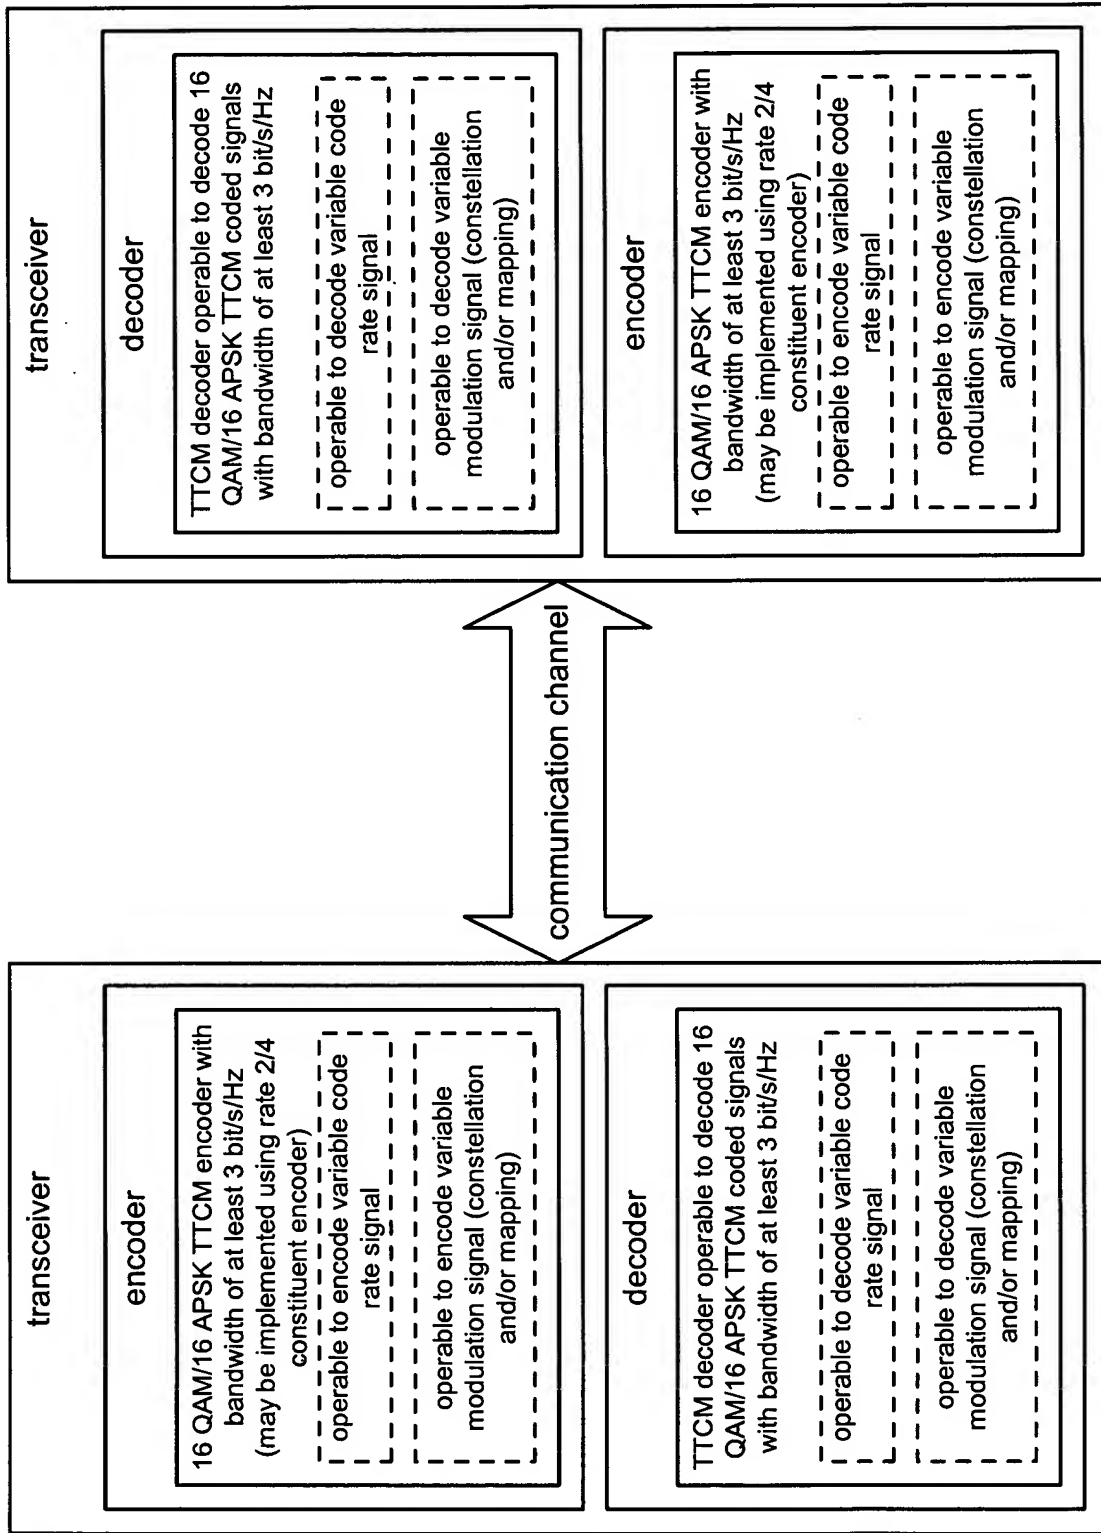 transceiver
encoder
16 QAM/16 APSK TTCM encoder with
bandwidth of at least 3 bit/s/Hz
(may be implemented using rate 2/4
constituent encoder)
operable to encode variable code
rate signal
operable to encode variable
modulation signal (constellation
and/or mapping)
decoder
TTCM decoder operable to decode 16
QAM/16 APSK TTCM coded signals
with bandwidth of at least 3 bit/s/Hz
operable to decode variable code
rate signal
operable to decode variable
modulation signal (constellation
and/or mapping)
communication channel
transceiver
decoder
TTCM decoder operable to decode 16
QAM/16 APSK TTCM coded signals
with bandwidth of at least 3 bit/s/Hz
operable to decode variable code
rate signal
operable to decode variable
modulation signal (constellation
and/or mapping)
encoder
16 QAM/16 APSK TTCM encoder with
bandwidth of at least 3 bit/s/Hz
(may be implemented using rate 2/4
constituent encoder)
operable to encode variable code
rate signal
operable to encode variable
modulation signal (constellation
and/or mapping)